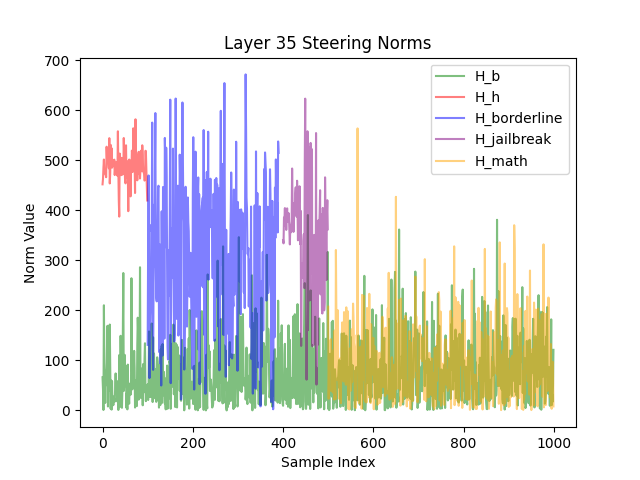 Layer 35 Steering Norms
700
600
500
400
300
200
100
0
Norm Value
H_b
H_h
H_borderline
H_jailbreak
H_math
0
200
400
600
800
1000
Sample Index